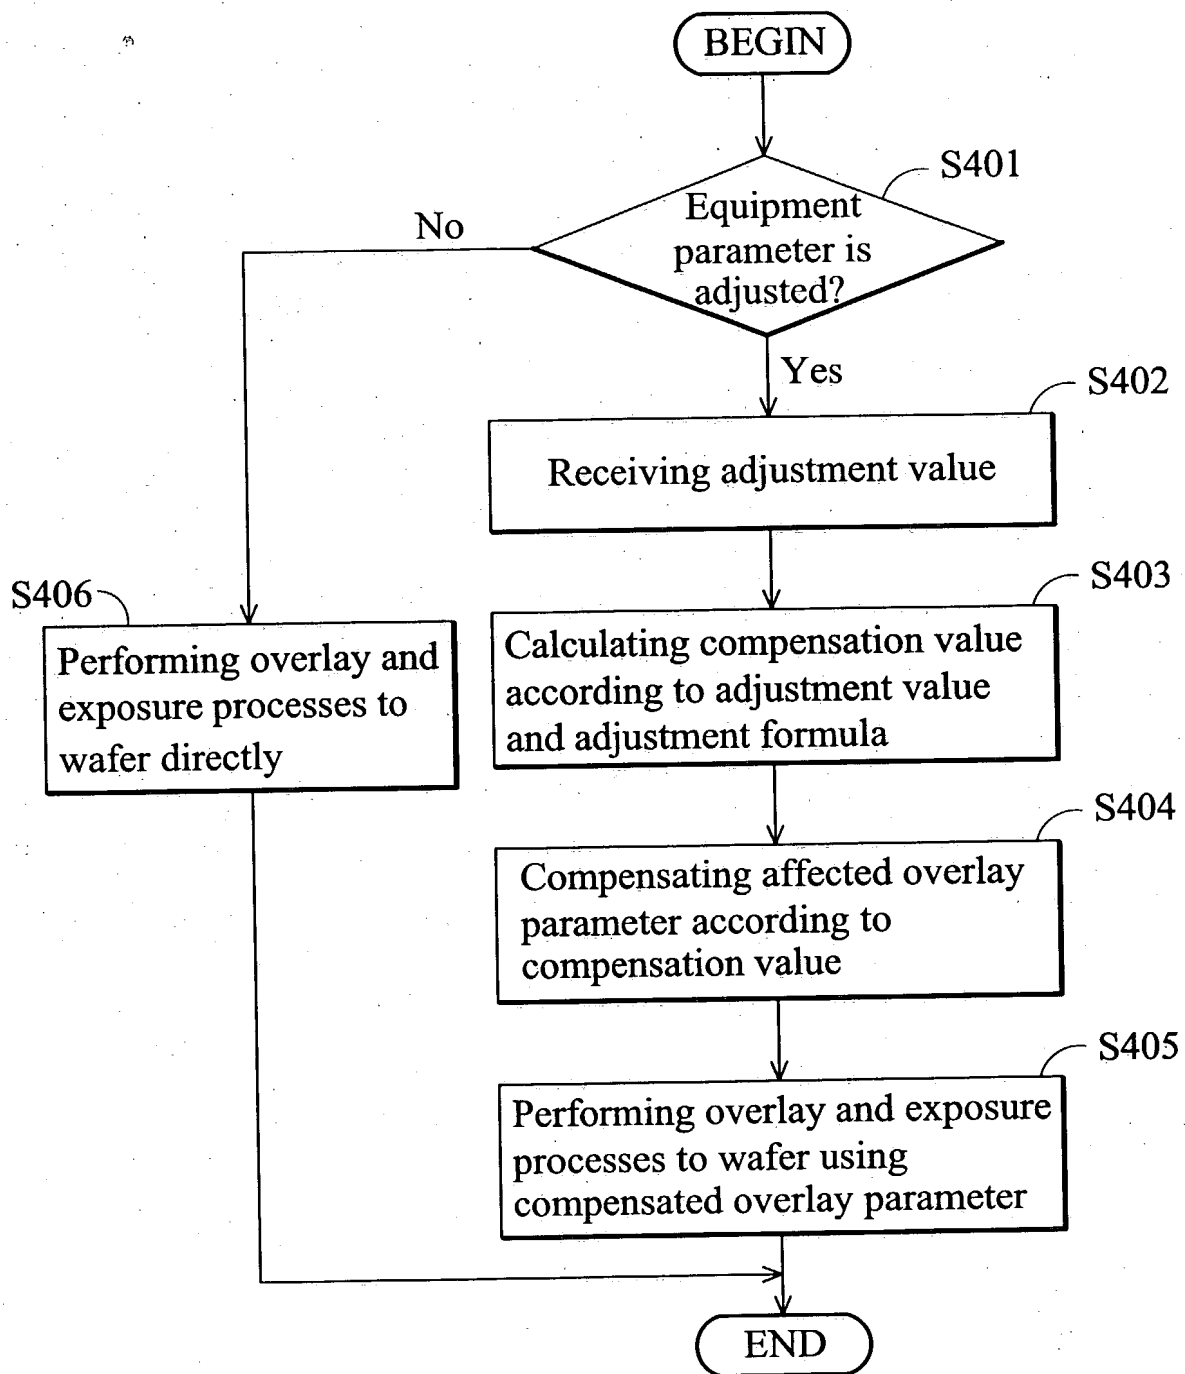 BEGIN
S401
Equipment
parameter is
adjusted?
No
Yes
S402
Receiving adjustment value
S403
Calculating compensation value
according to adjustment value
and adjustment formula
S406
Performing overlay and
exposure processes to
wafer directly
S404
Compensating affected overlay
parameter according to
compensation value
S405
Performing overlay and exposure
processes to wafer using
compensated overlay parameter
END